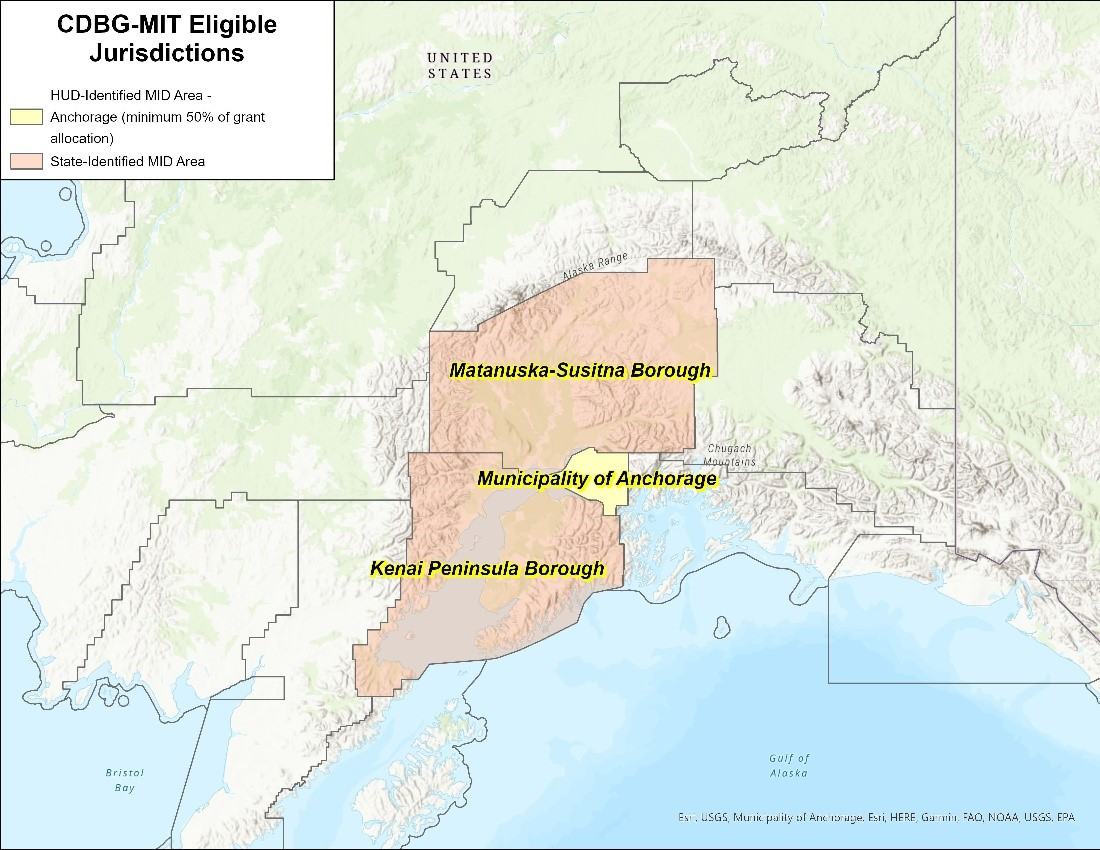 CDBG-MIT Eligible
Jurisdictions
HUD-Identified MID Area -
Anchorage (minimum 50% of grant
allocation)
State-Identified MID Area
UNITED
STATES
Alaska Range
Matanuska-Susitna Borough
Chugach
Mountains
Municipality of Anchorage
Kenai Peninsula Borough
Bristol
Bay
Gulf of
Alaska
Esri, USGS, Municipality of Anchorage, Esri, HERE, Garmin, FAO, NOAA, USGS, EPA